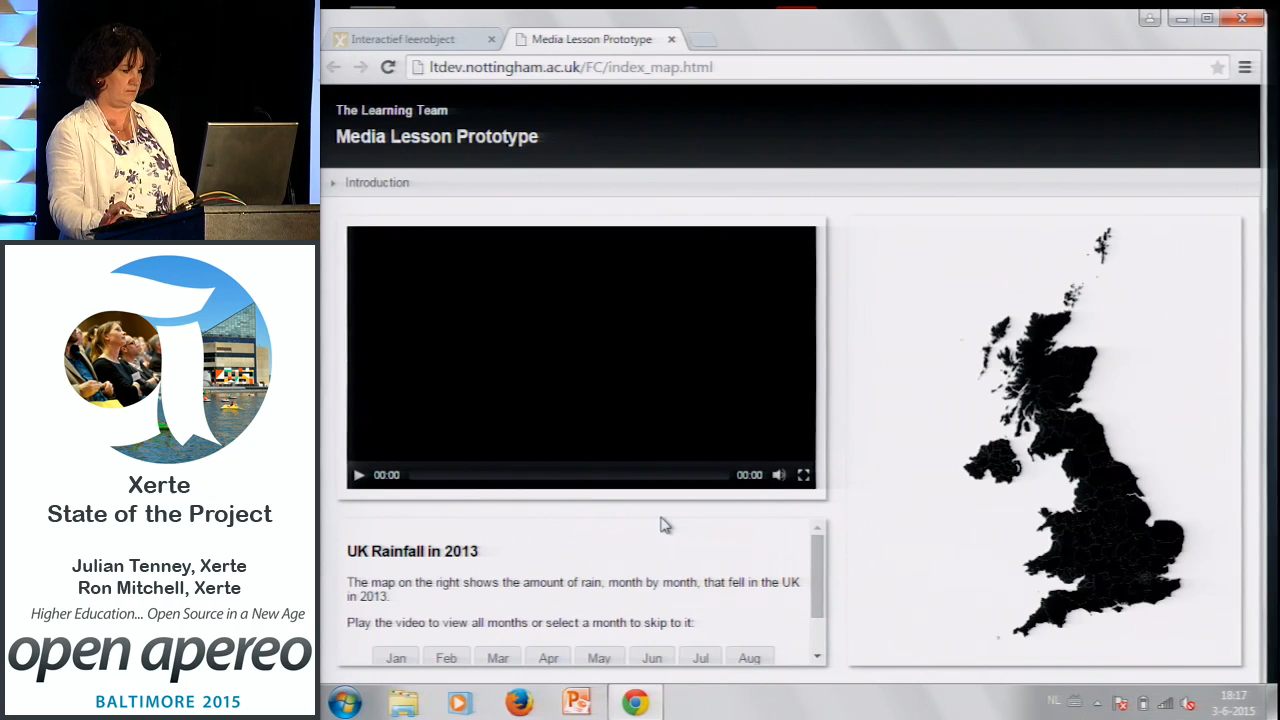 Interactief leerobject
Media Lesson Prototype
ltdev.nottingham.ac.uk/FC/index_map.html
The Learning Team
Media Lesson Prototype
Introduction
00:00
00:00
UK Rainfall in 2013
The map on the right shows the amount of rain, month by month, that fell in the UK
in 2013.
Play the video to view all months or select a month to skip to it:
Jan Feb Mar Apr May Jun Jul Aug
NL
18:17
3-6-2015
Xerte
State of the Project
Julian Tenney, Xerte
Ron Mitchell, Xerte
Higher Education... Open Source in a New Age
open apereo
BALTIMORE 2015